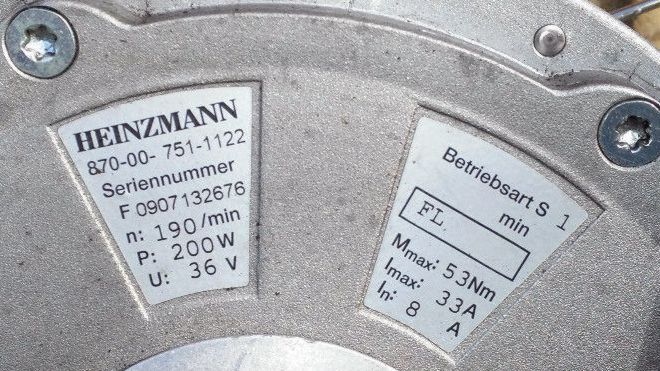 HEINZMANN
870-00- 751-1122
Seriennummer
F 0907132676
n: 190/min
P: 200W
U: 36 V
Betriebsart S 1
min
FL.
Mmax: 53Nm
Imax: 33A
In: 8 A